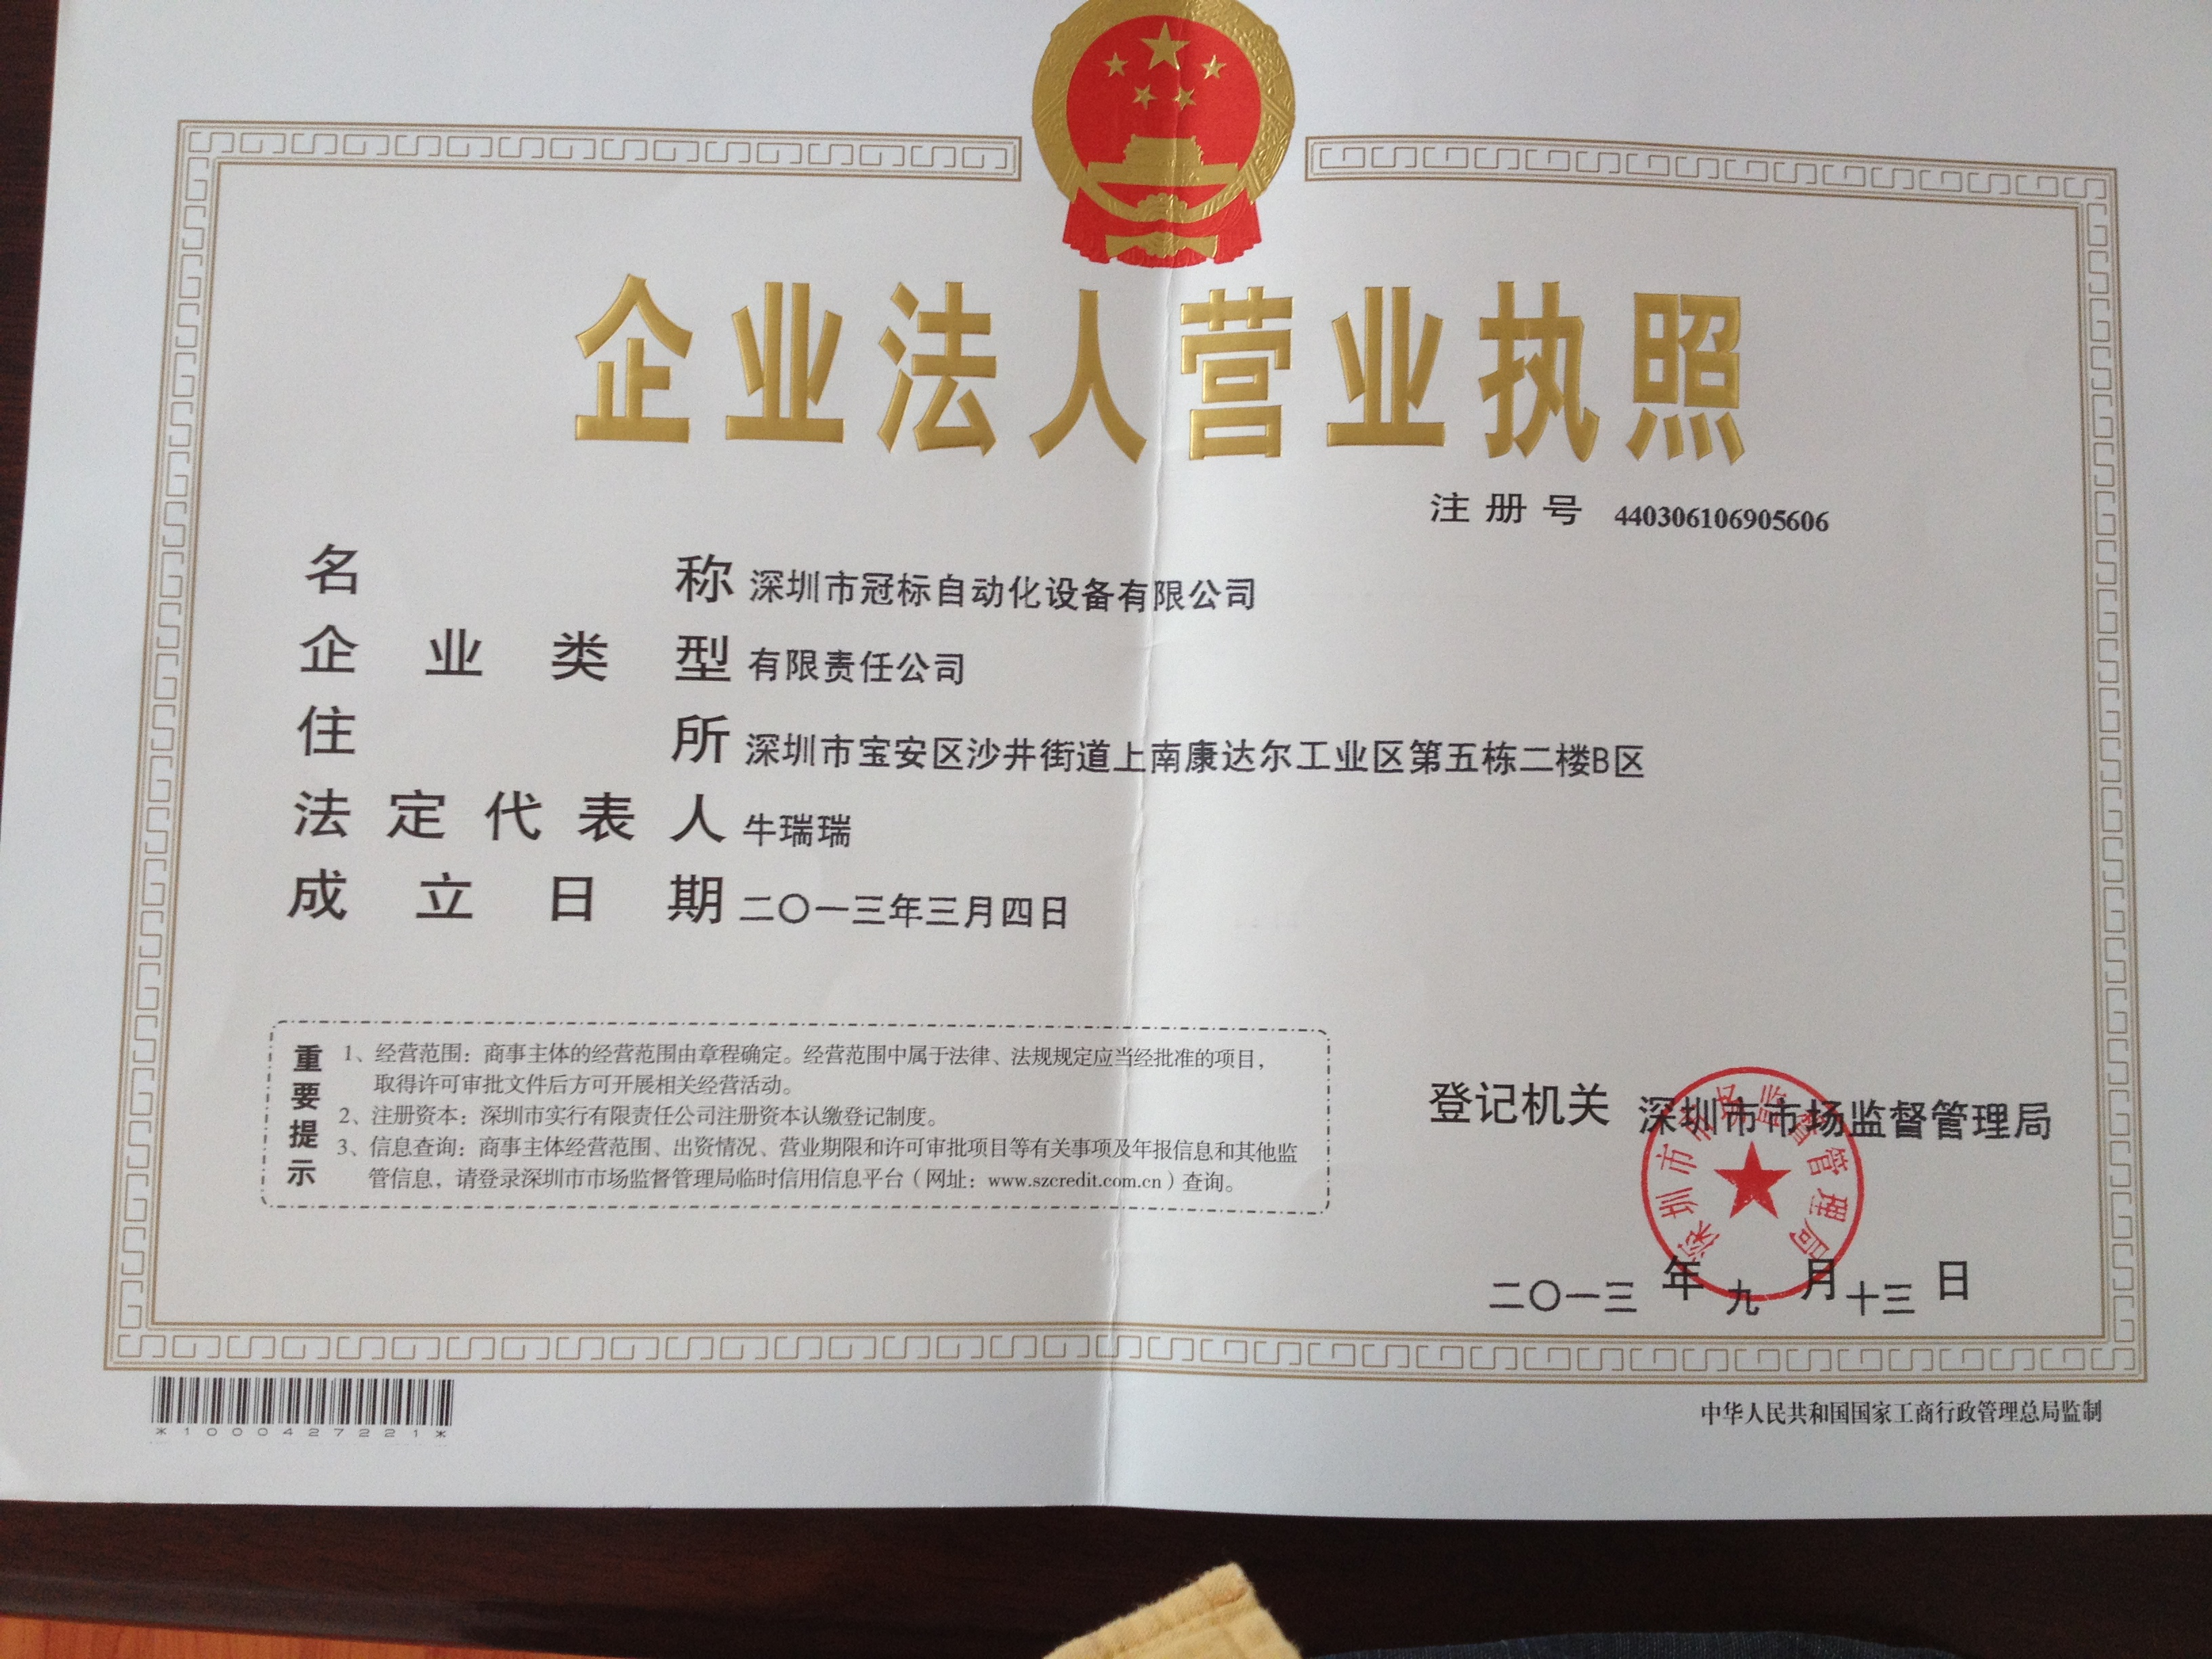 企业法人营业执照
注册号 440306106905606
名称 深圳市冠标自动化设备有限公司
企业类型 有限责任公司
住所 深圳市宝安区沙井街道上南康达尔工业区第五栋二楼B区
法定代表人 牛瑞瑞
成立日期 二〇一三年三月四日
重要提示
1、经营范围：商事主体的经营范围由章程确定。经营范围中属于法律、法规规定应当经批准的项目，
取得许可审批文件后方可开展相关经营活动。
2、注册资本：深圳市实行有限责任公司注册资本认缴登记制度。
3、信息查询：商事主体经营范围、出资情况、营业期限和许可审批项目等有关事项及年报信息和其他监
管信息，请登录深圳市市场监督管理局临时信用信息平台（网址：www.szcredit.com.cn）查询。
登记机关 深圳市市场监督管理局
深圳市市场监督管理局
二〇一三年九月十三日
*1000427221*
中华人民共和国国家工商行政管理总局监制